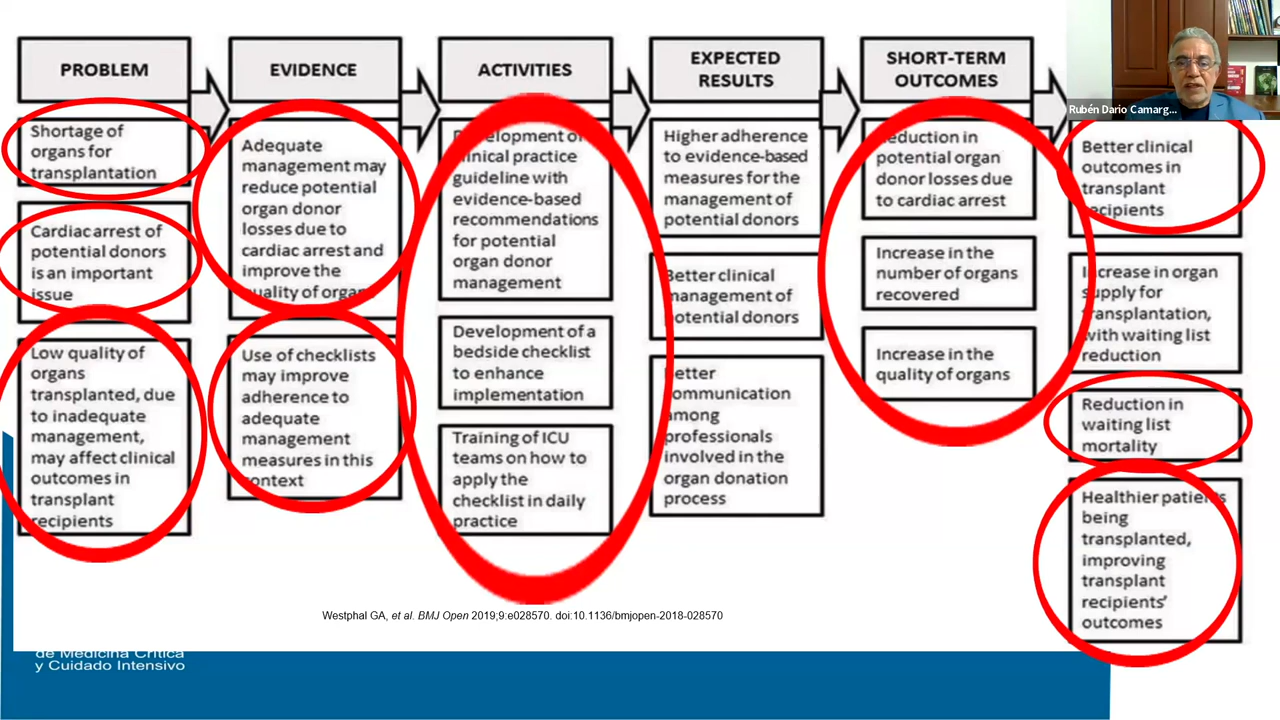 PROBLEM
Shortage of
organs for
transplantation
Cardiac arrest of
potential donors
is an important
issue
Low quality of
organs
transplanted, due
to inadequate
management,
may affect clinical
outcomes in
transplant
recipients
EVIDENCE
Adequate
management may
reduce potential
organ donor
losses due to
cardiac arrest and
improve the
quality of organs
Use of checklists
may improve
adherence to
adequate
management
measures in this
context
ACTIVITIES
Development of
clinical practice
guideline with
evidence-based
recommendations
for potential
organ donor
management
Development of a
bedside checklist
to enhance
implementation
Training of ICU
teams on how to
apply the
checklist in daily
practice
EXPECTED
RESULTS
Higher adherence
to evidence-based
measures for the
management of
potential donors
Better clinical
management of
potential donors
Better
communication
among
professionals
involved in the
organ donation
process
SHORT-TERM
OUTCOMES
Reduction in
potential organ
donor losses due
to cardiac arrest
Increase in the
number of organs
recovered
Increase in the
quality of organs
Rubén Dario Camarg...
Better clinical
outcomes in
transplant
recipients
Increase in organ
supply for
transplantation,
with waiting list
reduction
Reduction in
waiting list
mortality
Healthier patients
being
transplanted,
improving
transplant
recipients'
outcomes
Westphal GA, et al. BMJ Open 2019;9:e028570. doi:10.1136/bmjopen-2018-028570
de Medicina Crítica
y Cuidado Intensivo